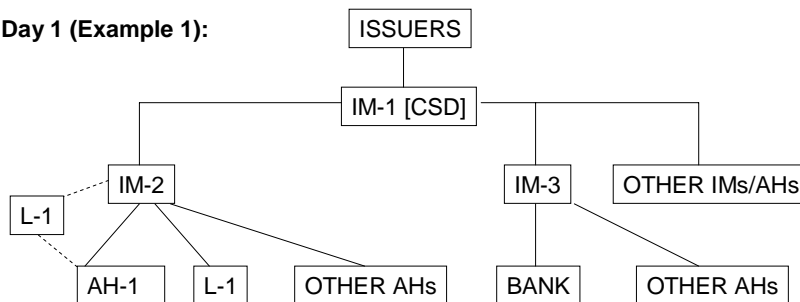 Day 1 (Example 1):
ISSUERS
IM-1 [CSD]
IM-2
IM-3
OTHER IMs/AHs
L-1
AH-1
L-1
OTHER AHs
BANK
OTHER AHs